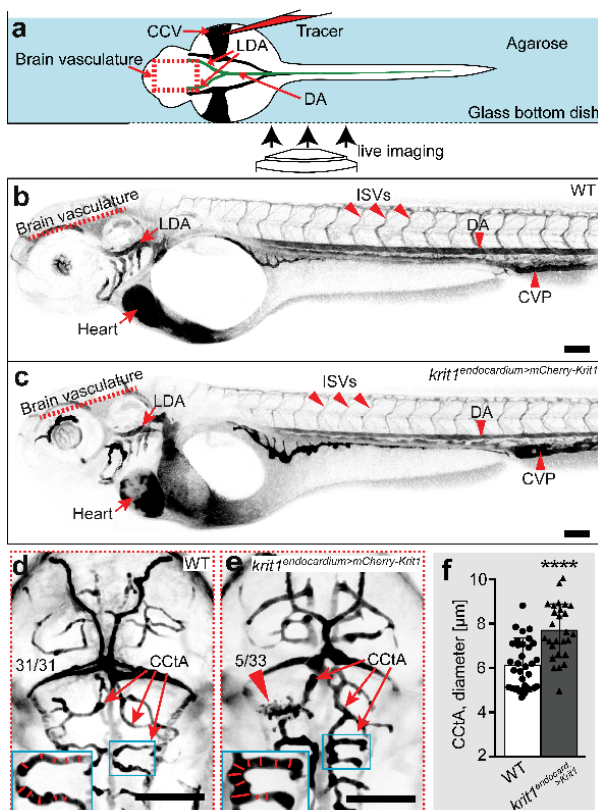 a
CCV
Tracer
LDA
Brain vasculature
Agarose
DA
Glass bottom dish
live imaging
b
WT
ISVs
Brain vasculature
LDA
DA
Heart
CVP
c
krit1endocardium>mCherry-Krit1
ISVs
Brain vasculature
LDA
DA
Heart
CVP
d
WT
31/31
CCtA
e
krit1endocardium>mCherry-Krit1
5/33
CCtA
f
****
CCtA, diameter [µm]
10
8
6
4
2
WT
krit1endocard.>Krit1